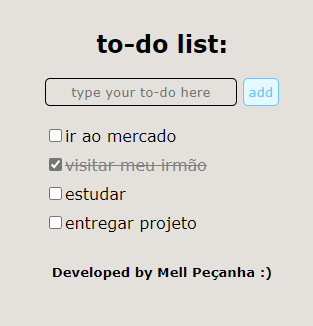 to-do list:
type your to-do here add
ir ao mercado
visitar meu irmão
estudar
entregar projeto
Developed by Mell Peçanha :)